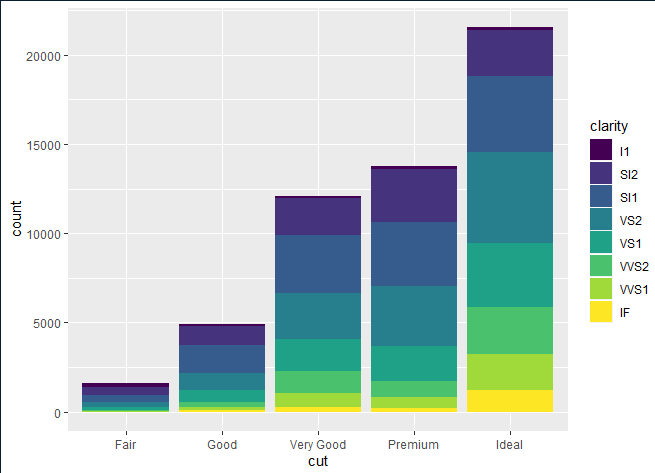 20000
15000
10000
5000
0
count
Fair Good Very Good Premium Ideal
cut
clarity
I1
SI2
SI1
VS2
VS1
VVS2
VVS1
IF